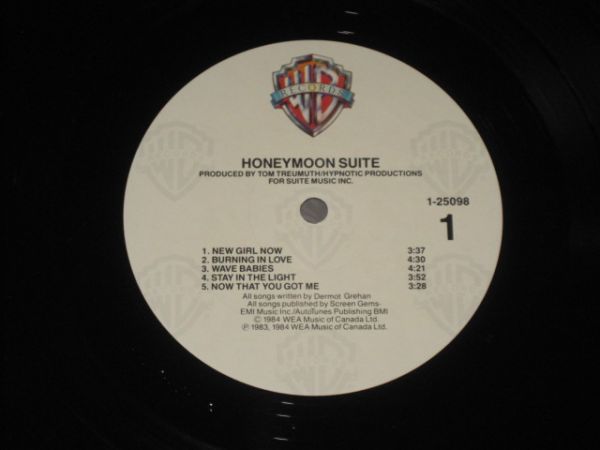 RECORDS
HONEYMOON SUITE
PRODUCED BY TOM TREUMUTH/HYPNOTIC PRODUCTIONS
FOR SUITE MUSIC INC.
1-25098
1
1. NEW GIRL NOW 3:37
2. BURNING IN LOVE 4:30
3. WAVE BABIES 4:21
4. STAY IN THE LIGHT 3:52
5. NOW THAT YOU GOT ME 3:28
All songs written by Dermot Grehan
All songs published by Screen Gems-
EMI Music Inc./AutoTunes Publishing BMI
© 1984 WEA Music of Canada Ltd.
℗ 1983, 1984 WEA Music of Canada Ltd.